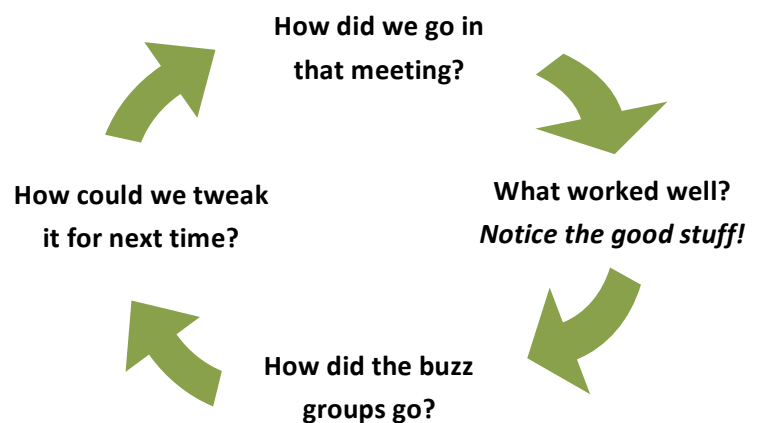 How did we go in
that meeting?
What worked well?
Notice the good stuff!
How did the buzz
groups go?
How could we tweak
it for next time?